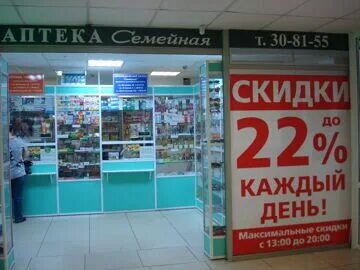 АПТЕКА Семейная
т. 30-81-55
СКИДКИ
до
22%
КАЖДЫЙ
ДЕНЬ!
Максимальные скидки
с 13:00 до 20:00